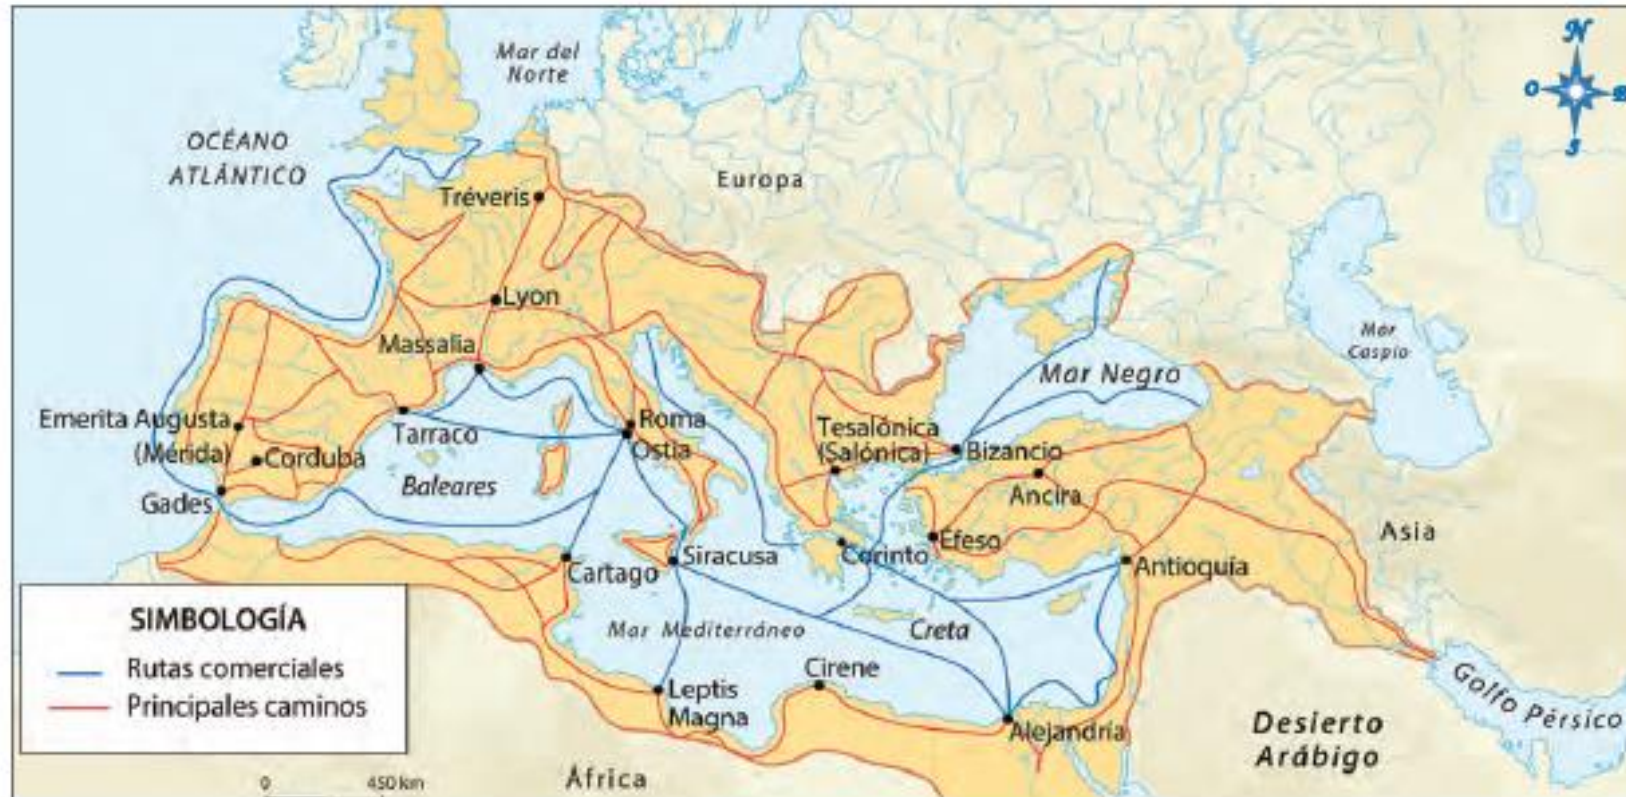 N
O
E
S
Mar del
Norte
OCÉANO
ATLÁNTICO
Europa
Tréveris
Lyon
Massalia
Mar
Caspio
Mar Negro
Emerita Augusta
(Mérida)
Tarraco
Roma
Ostia
Tesalónica
(Salónica)
Bizancio
Corduba
Baleares
Ancira
Gades
Asia
Cartago
Siracusa
Corinto
Efeso
Antioquía
SIMBOLOGÍA
Rutas comerciales
Principales caminos
Mar Mediterráneo
Creta
Cirene
Leptis
Magna
Alejandría
Golfo Pérsico
Desierto
Arábigo
África
0 450 km